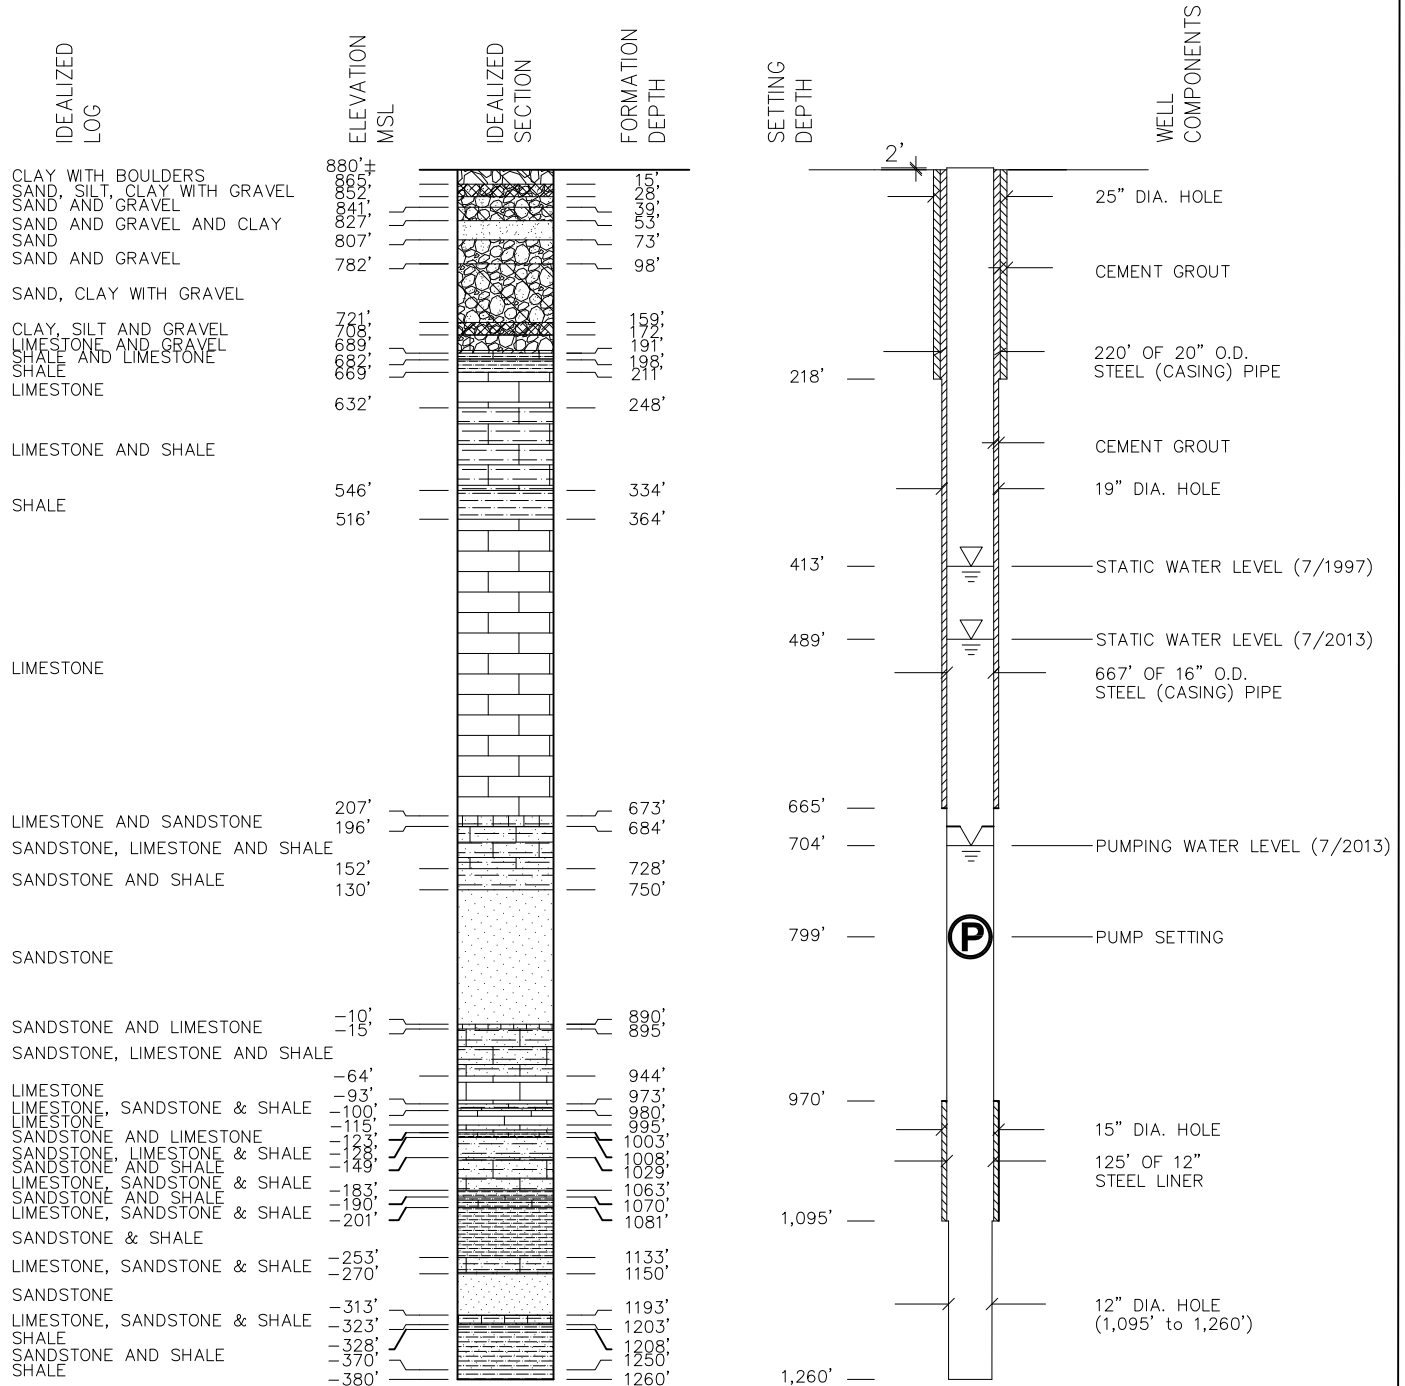 IDEALIZED
LOG
ELEVATION
MSL
IDEALIZED
SECTION
FORMATION
DEPTH
SETTING
DEPTH
WELL
COMPONENTS
CLAY WITH BOULDERS
SAND, SILT, CLAY WITH GRAVEL
SAND AND GRAVEL
SAND AND GRAVEL AND CLAY
SAND
SAND AND GRAVEL
SAND, CLAY WITH GRAVEL
CLAY, SILT AND GRAVEL
LIMESTONE AND GRAVEL
SHALE AND LIMESTONE
SHALE
LIMESTONE
LIMESTONE AND SHALE
SHALE
LIMESTONE
LIMESTONE AND SANDSTONE
SANDSTONE, LIMESTONE AND SHALE
SANDSTONE AND SHALE
SANDSTONE
SANDSTONE AND LIMESTONE
SANDSTONE, LIMESTONE AND SHALE
LIMESTONE
LIMESTONE, SANDSTONE & SHALE
LIMESTONE
SANDSTONE AND LIMESTONE
SANDSTONE, LIMESTONE & SHALE
SANDSTONE AND SHALE
LIMESTONE, SANDSTONE & SHALE
SANDSTONE AND SHALE
LIMESTONE, SANDSTONE & SHALE
SANDSTONE & SHALE
LIMESTONE, SANDSTONE & SHALE
SANDSTONE
LIMESTONE, SANDSTONE & SHALE
SHALE
SANDSTONE AND SHALE
SHALE
880'±
865'
852'
841'
827'
807'
782'
721'
708'
689'
682'
669'
632'
546'
516'
207'
196'
152'
130'
-10'
-15'
-64'
-93'
-100'
-115'
-123'
-128'
-149'
-183'
-190'
-201'
-253'
-270'
-313'
-323'
-328'
-370'
-380'
15'
28'
39'
53'
73'
98'
159'
172'
191'
198'
211'
248'
334'
364'
673'
684'
728'
750'
890'
895'
944'
973'
980'
995'
1003'
1008'
1029'
1063'
1070'
1081'
1133'
1150'
1193'
1203'
1208'
1250'
1260'
218'
413'
489'
665'
704'
799'
970'
1,095'
1,260'
2'
P
25" DIA. HOLE
CEMENT GROUT
220' OF 20" O.D.
STEEL (CASING) PIPE
CEMENT GROUT
19" DIA. HOLE
STATIC WATER LEVEL (7/1997)
STATIC WATER LEVEL (7/2013)
667' OF 16" O.D.
STEEL (CASING) PIPE
PUMPING WATER LEVEL (7/2013)
PUMP SETTING
15" DIA. HOLE
125' OF 12"
STEEL LINER
12" DIA. HOLE
(1,095' to 1,260')